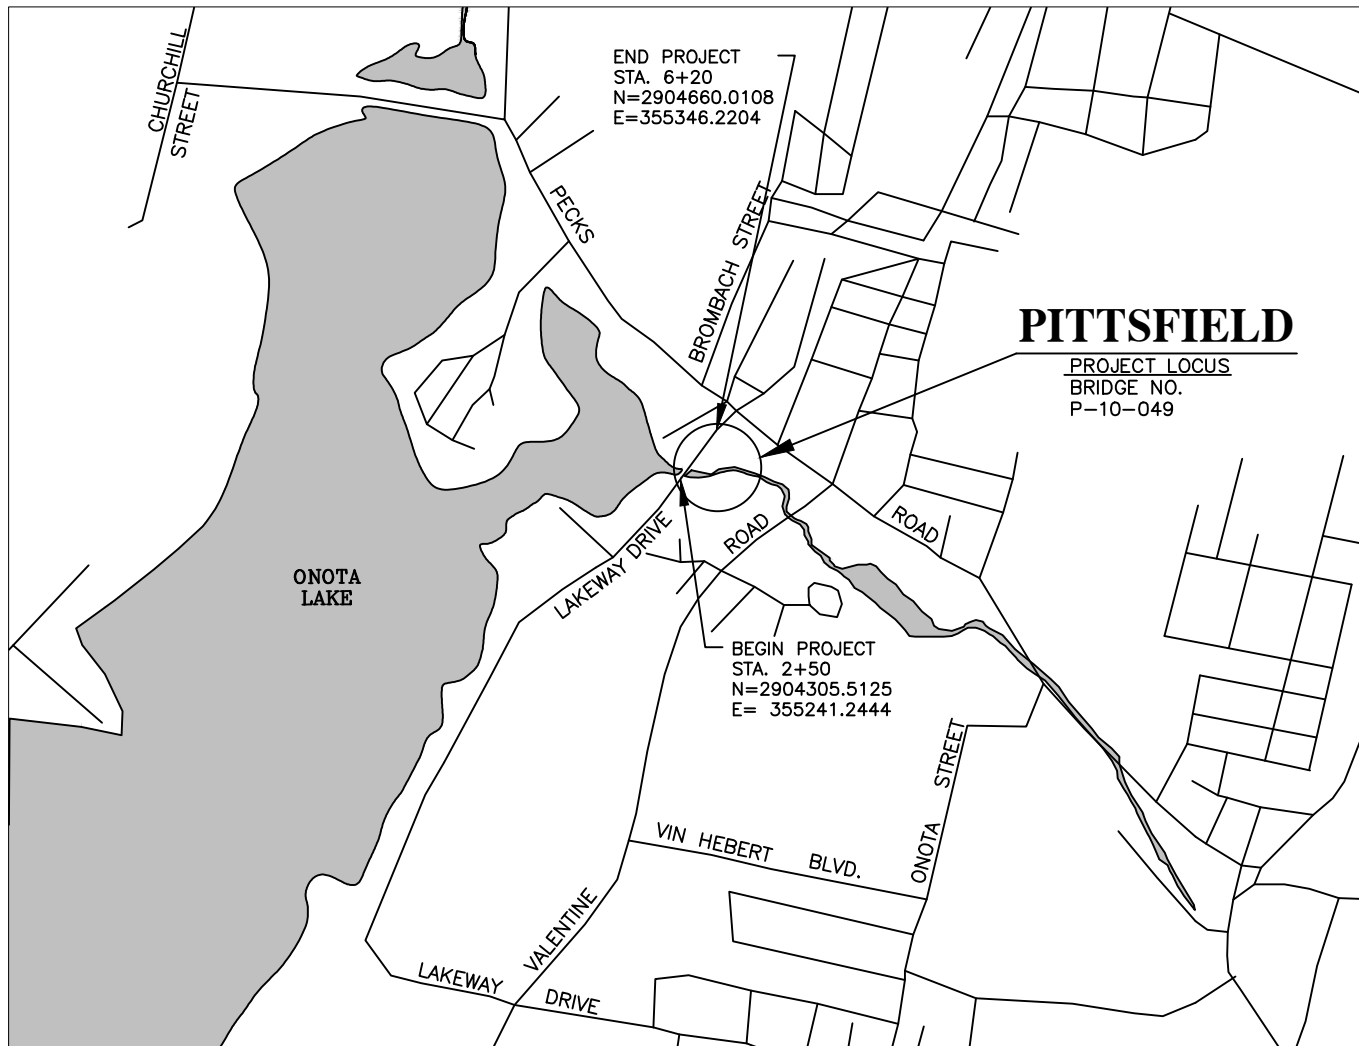 CHURCHILL
STREET
END PROJECT
STA. 6+20
N=2904660.0108
E=355346.2204
PECKS
BROMBACH STREET
PITTSFIELD
PROJECT LOCUS
BRIDGE NO.
P-10-049
ROAD
ROAD
LAKEWAY DRIVE
ONOTA
LAKE
BEGIN PROJECT
STA. 2+50
N=2904305.5125
E= 355241.2444
ONOTA STREET
VIN HEBERT BLVD.
VALENTINE
LAKEWAY DRIVE